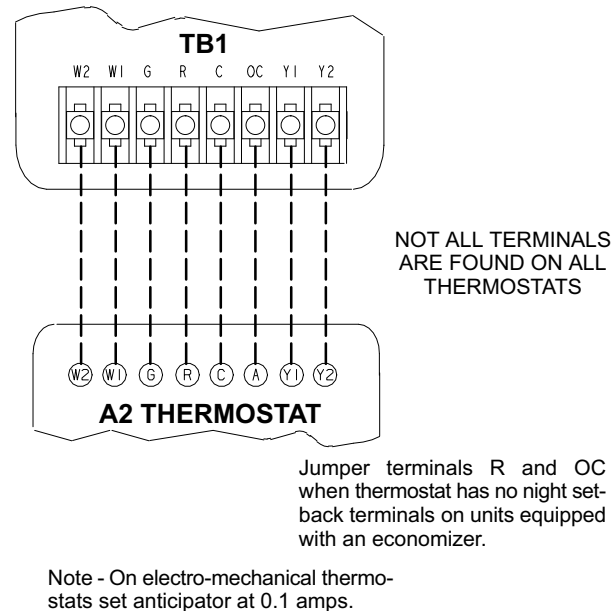 TB1
W2 W1 G R C OC Y1 Y2
NOT ALL TERMINALS
ARE FOUND ON ALL
THERMOSTATS
W2 W1 G R C A Y1 Y2
A2 THERMOSTAT
Jumper terminals R and OC
when thermostat has no night set-
back terminals on units equipped
with an economizer.
Note - On electro-mechanical thermo-
stats set anticipator at 0.1 amps.